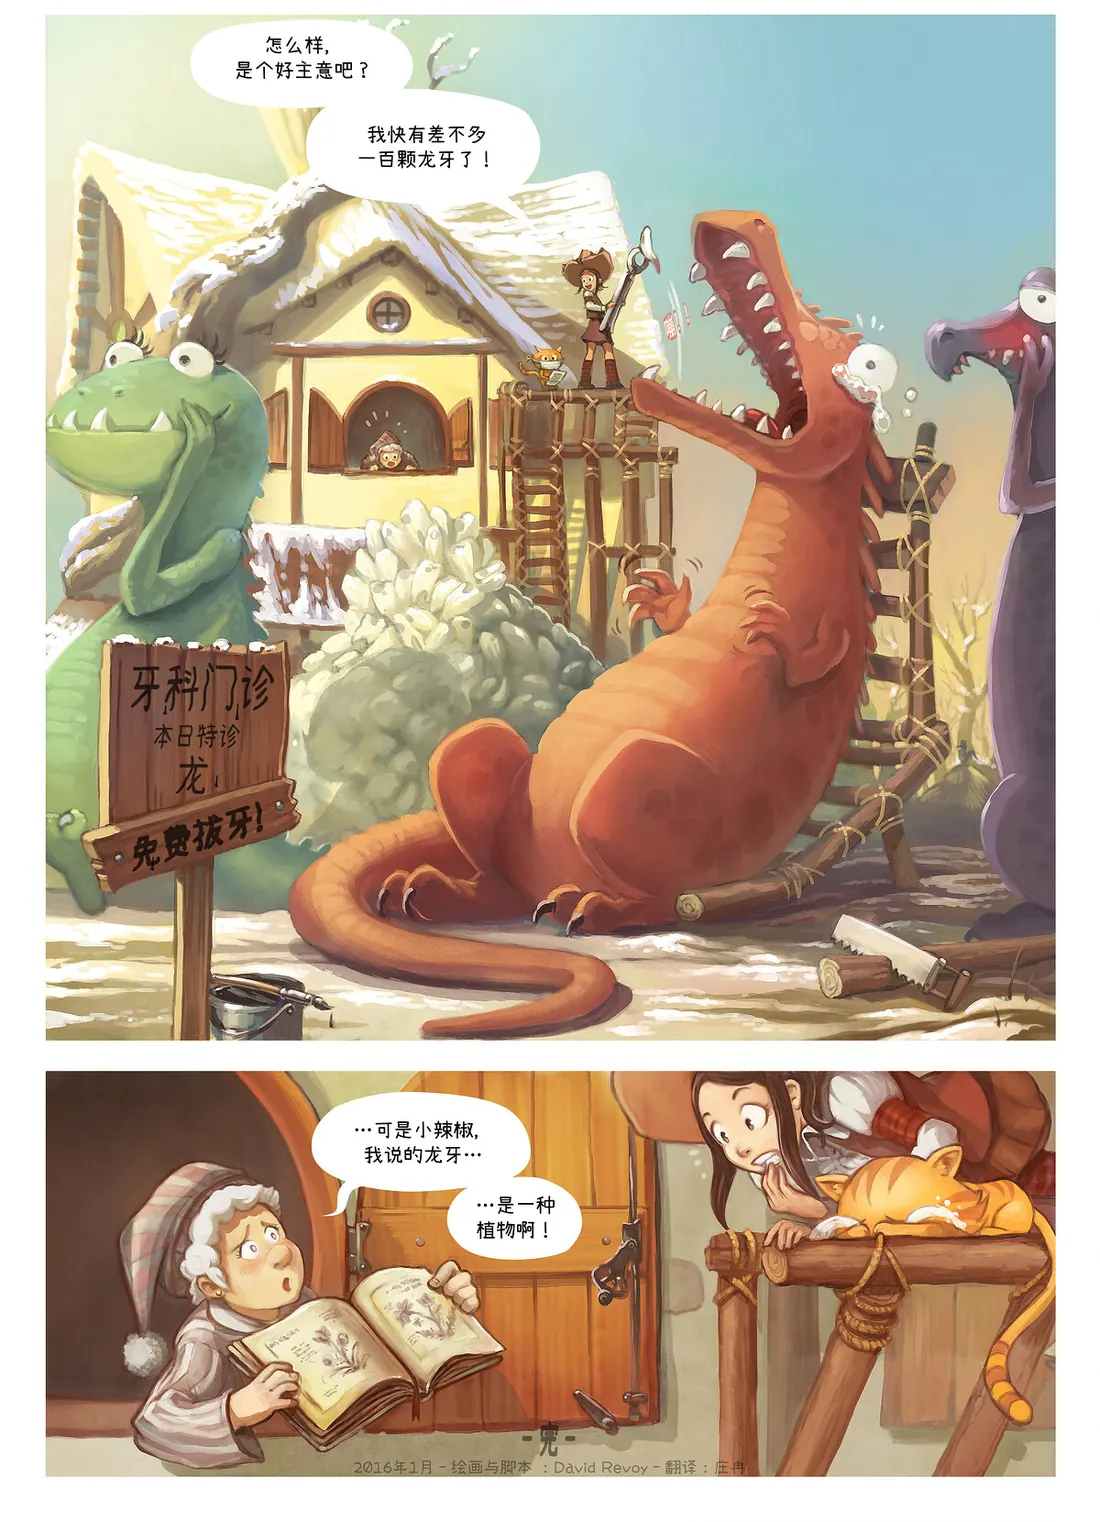 怎么样,
是个好主意吧？
我快有差不多
一百颗龙牙了！
嘣!!
牙科门诊
本日特诊
龙
免费拔牙!
…可是小辣椒,
我说的龙牙…
…是一种
植物啊！
-完-
2016年1月 - 绘画与脚本 ：David Revoy - 翻译：庄冉